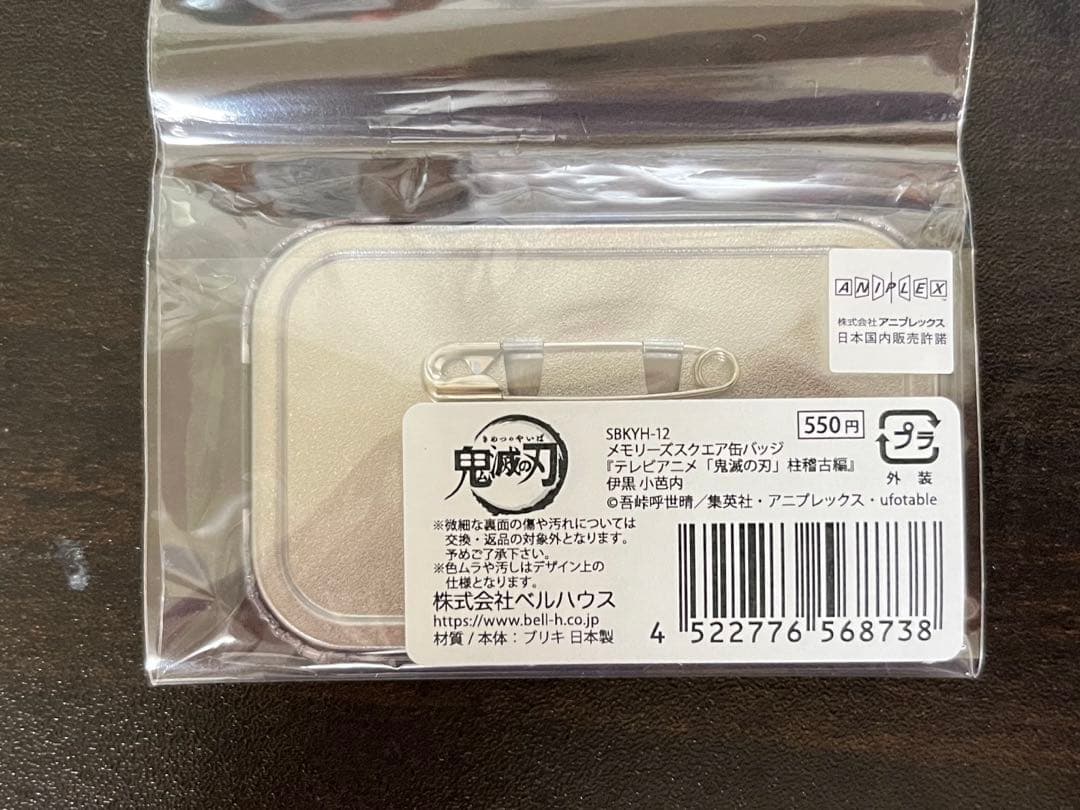 ANIPLEX
株式会社アニプレックス
日本国内販売許諾
きめつのやいば
鬼滅の刃
SBKYH-12
550円
メモリーズスクエア缶バッジ
『テレビアニメ「鬼滅の刃」柱稽古編』
伊黒 小芭内
©吾峠呼世晴／集英社・アニプレックス・ufotable
プラ
外 装
※微細な裏面の傷や汚れについては
交換・返品の対象外となります。
予めご了承下さい。
※色ムラや汚しはデザイン上の
仕様となります。
株式会社ベルハウス
https://www.bell-h.co.jp
材質 / 本体：ブリキ 日本製
4 522776 568738